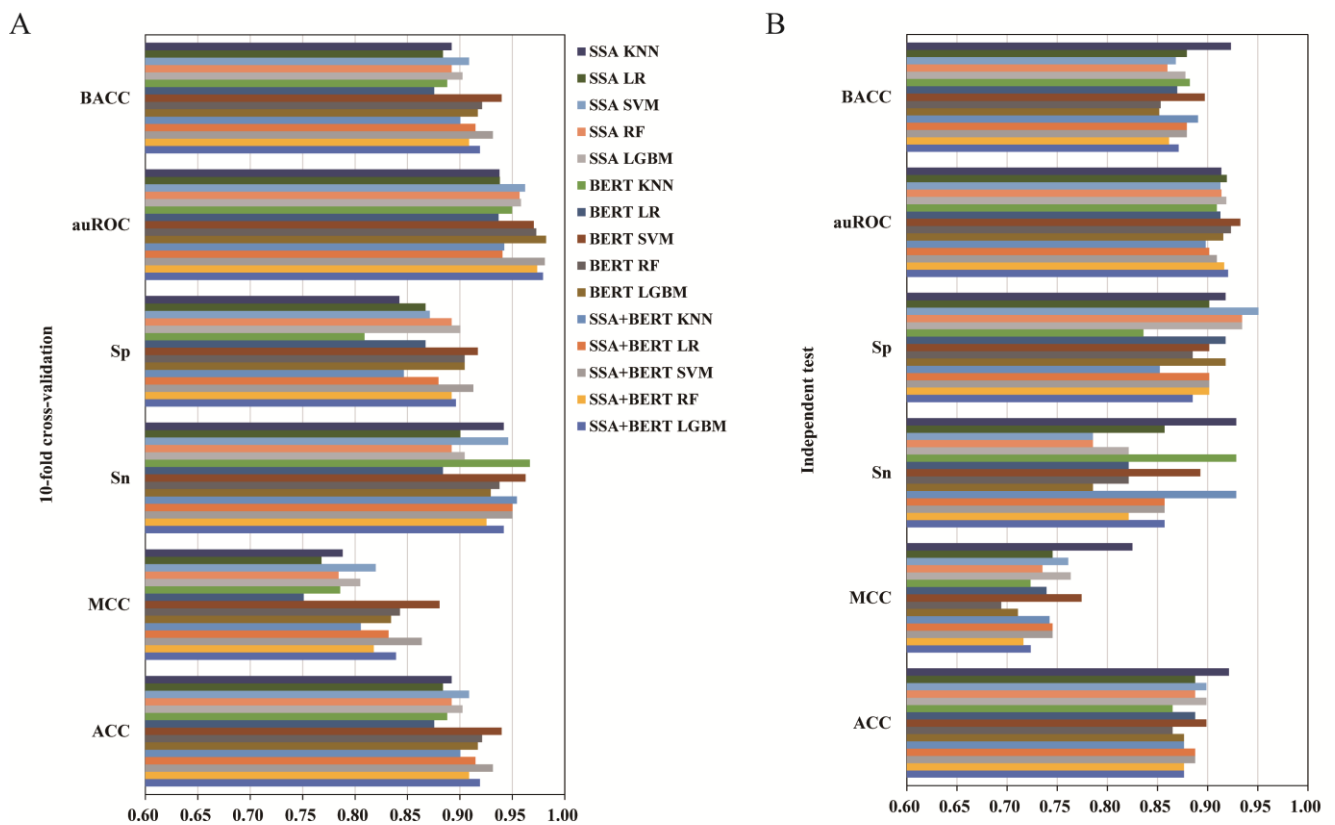 A
10-fold cross-validation
BACC
auROC
Sp
Sn
MCC
ACC
0.60 0.65 0.70 0.75 0.80 0.85 0.90 0.95 1.00
SSA KNN
SSA LR
SSA SVM
SSA RF
SSA LGBM
BERT KNN
BERT LR
BERT SVM
BERT RF
BERT LGBM
SSA+BERT KNN
SSA+BERT LR
SSA+BERT SVM
SSA+BERT RF
SSA+BERT LGBM
B
Independent test
BACC
auROC
Sp
Sn
MCC
ACC
0.60 0.65 0.70 0.75 0.80 0.85 0.90 0.95 1.00